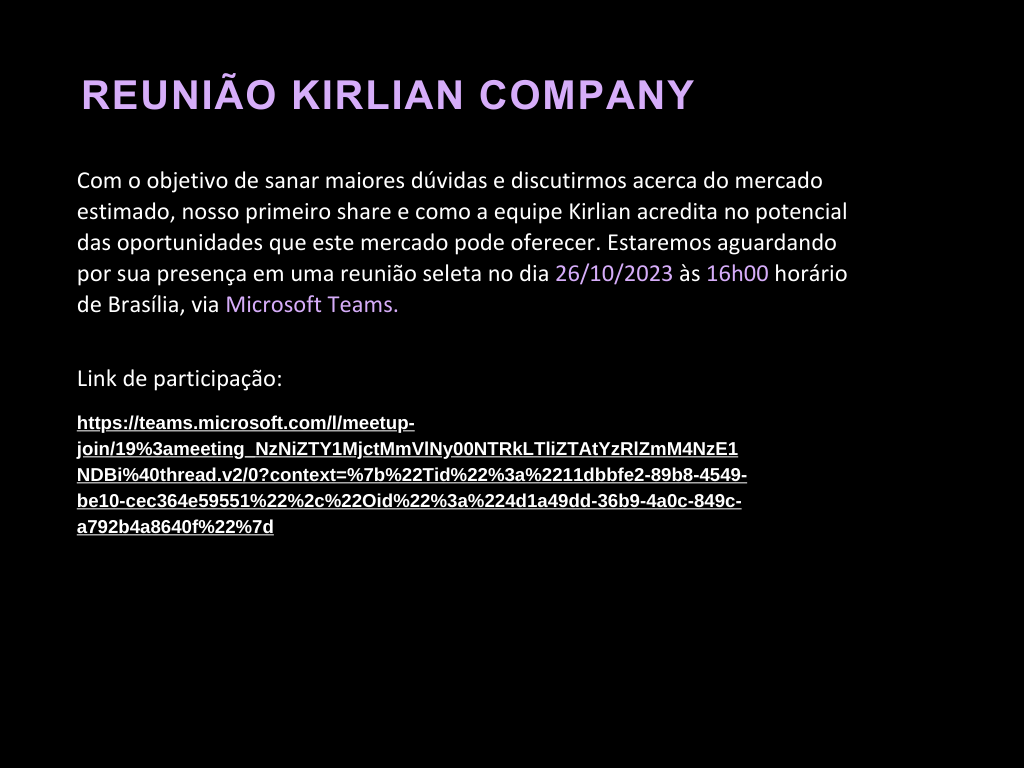 REUNIÃO KIRLIAN COMPANY
Com o objetivo de sanar maiores dúvidas e discutirmos acerca do mercado
estimado, nosso primeiro share e como a equipe Kirlian acredita no potencial
das oportunidades que este mercado pode oferecer. Estaremos aguardando
por sua presença em uma reunião seleta no dia 26/10/2023 às 16h00 horário
de Brasília, via Microsoft Teams.
Link de participação:
https://teams.microsoft.com/l/meetup-
join/19%3ameeting_NzNiZTY1MjctMmVlNy00NTRkLTliZTAtYzRlZmM4NzE1
NDBi%40thread.v2/0?context=%7b%22Tid%22%3a%2211dbbfe2-89b8-4549-
be10-cec364e59551%22%2c%22Oid%22%3a%224d1a49dd-36b9-4a0c-849c-
a792b4a8640f%22%7d